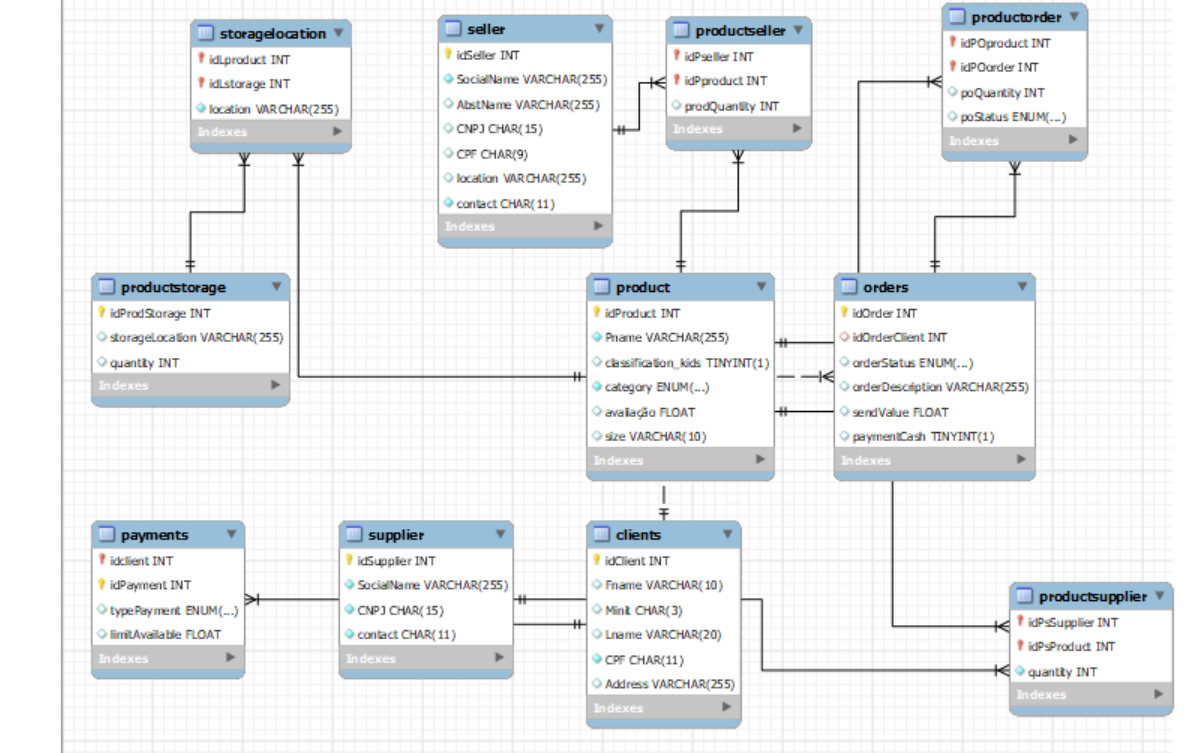 storagelocation
idLproduct INT
idLstorage INT
location VARCHAR(255)
Indexes
seller
idSeller INT
SocialName VARCHAR(255)
AbstName VARCHAR(255)
CNPJ CHAR(15)
CPF CHAR(9)
location VARCHAR(255)
contact CHAR(11)
Indexes
productseller
idPseller INT
idPproduct INT
prodQuantity INT
Indexes
productorder
idPOproduct INT
idPOorder INT
poQuantity INT
poStatus ENUM(...)
Indexes
productstorage
idProdStorage INT
storageLocation VARCHAR(255)
quantity INT
Indexes
product
idProduct INT
Pname VARCHAR(255)
classification_kids TINYINT(1)
category ENUM(...)
avaliação FLOAT
size VARCHAR(10)
Indexes
orders
idOrder INT
idOrderClient INT
orderStatus ENUM(...)
orderDescription VARCHAR(255)
sendValue FLOAT
paymentCash TINYINT(1)
Indexes
payments
idclient INT
idPayment INT
typePayment ENUM(...)
limitAvailable FLOAT
Indexes
supplier
idSupplier INT
SocialName VARCHAR(255)
CNPJ CHAR(15)
contact CHAR(11)
Indexes
clients
idClient INT
Fname VARCHAR(10)
Minit CHAR(3)
Lname VARCHAR(20)
CPF CHAR(11)
Address VARCHAR(255)
Indexes
productsupplier
idPsSupplier INT
idPsProduct INT
quantity INT
Indexes